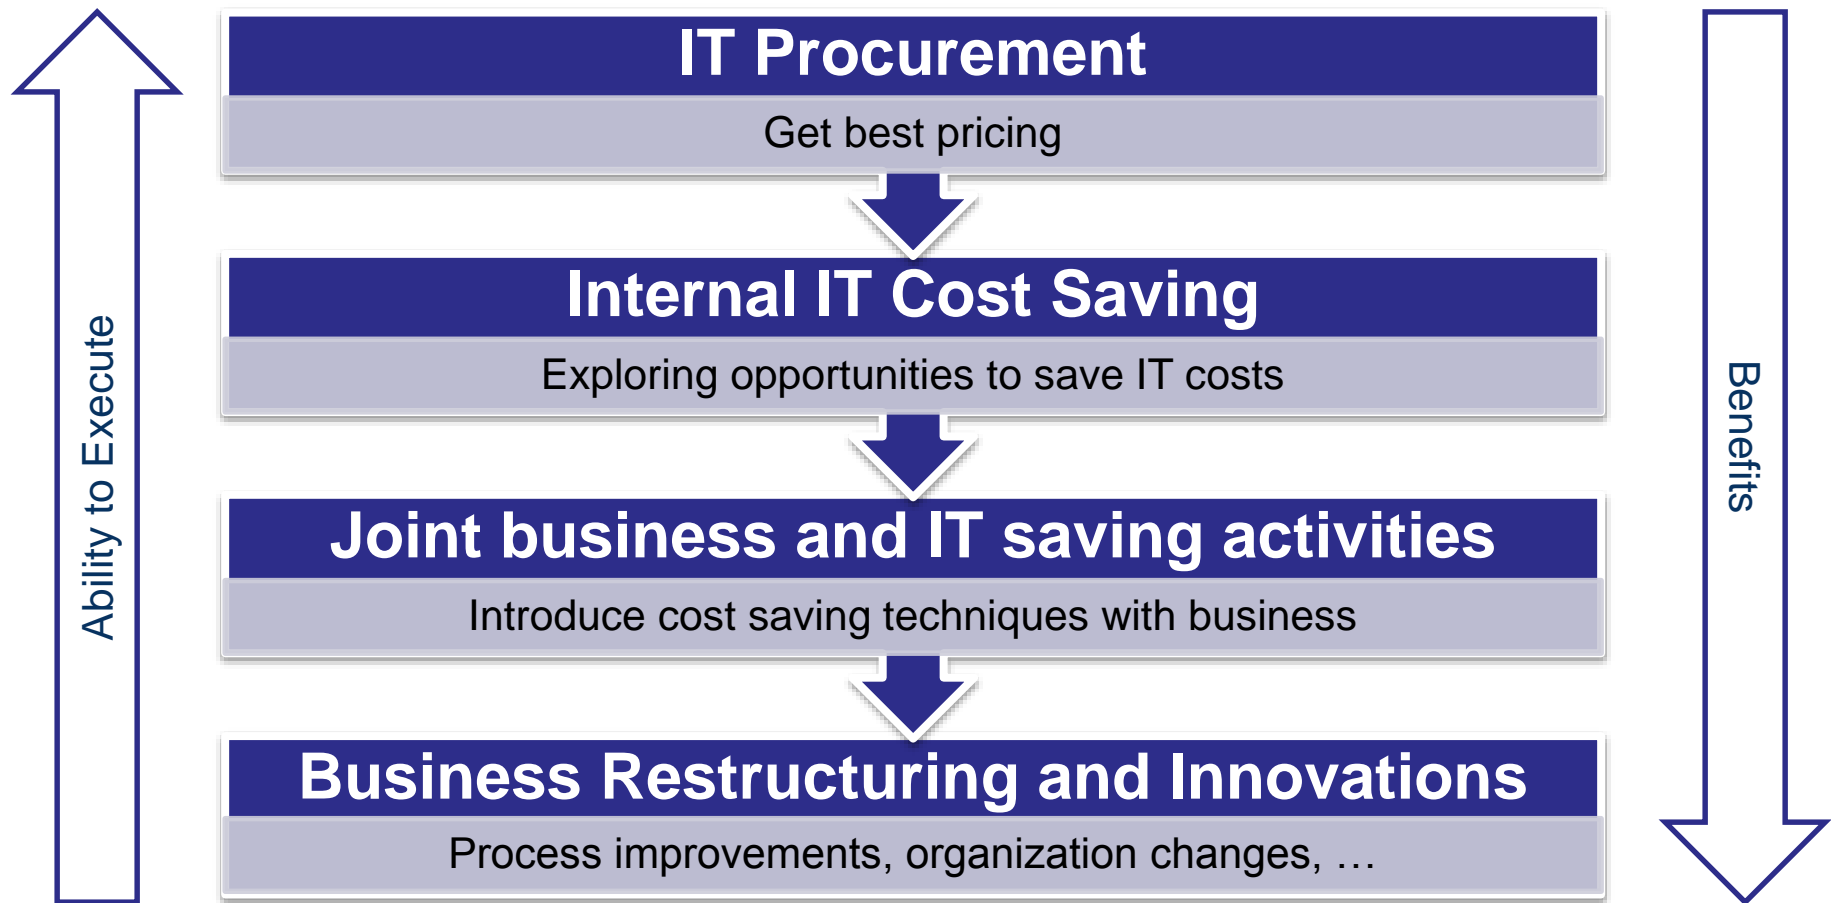 IT Procurement
Get best pricing
Internal IT Cost Saving
Exploring opportunities to save IT costs
Joint business and IT saving activities
Introduce cost saving techniques with business
Business Restructuring and Innovations
Process improvements, organization changes, …
Ability to Execute
Benefits